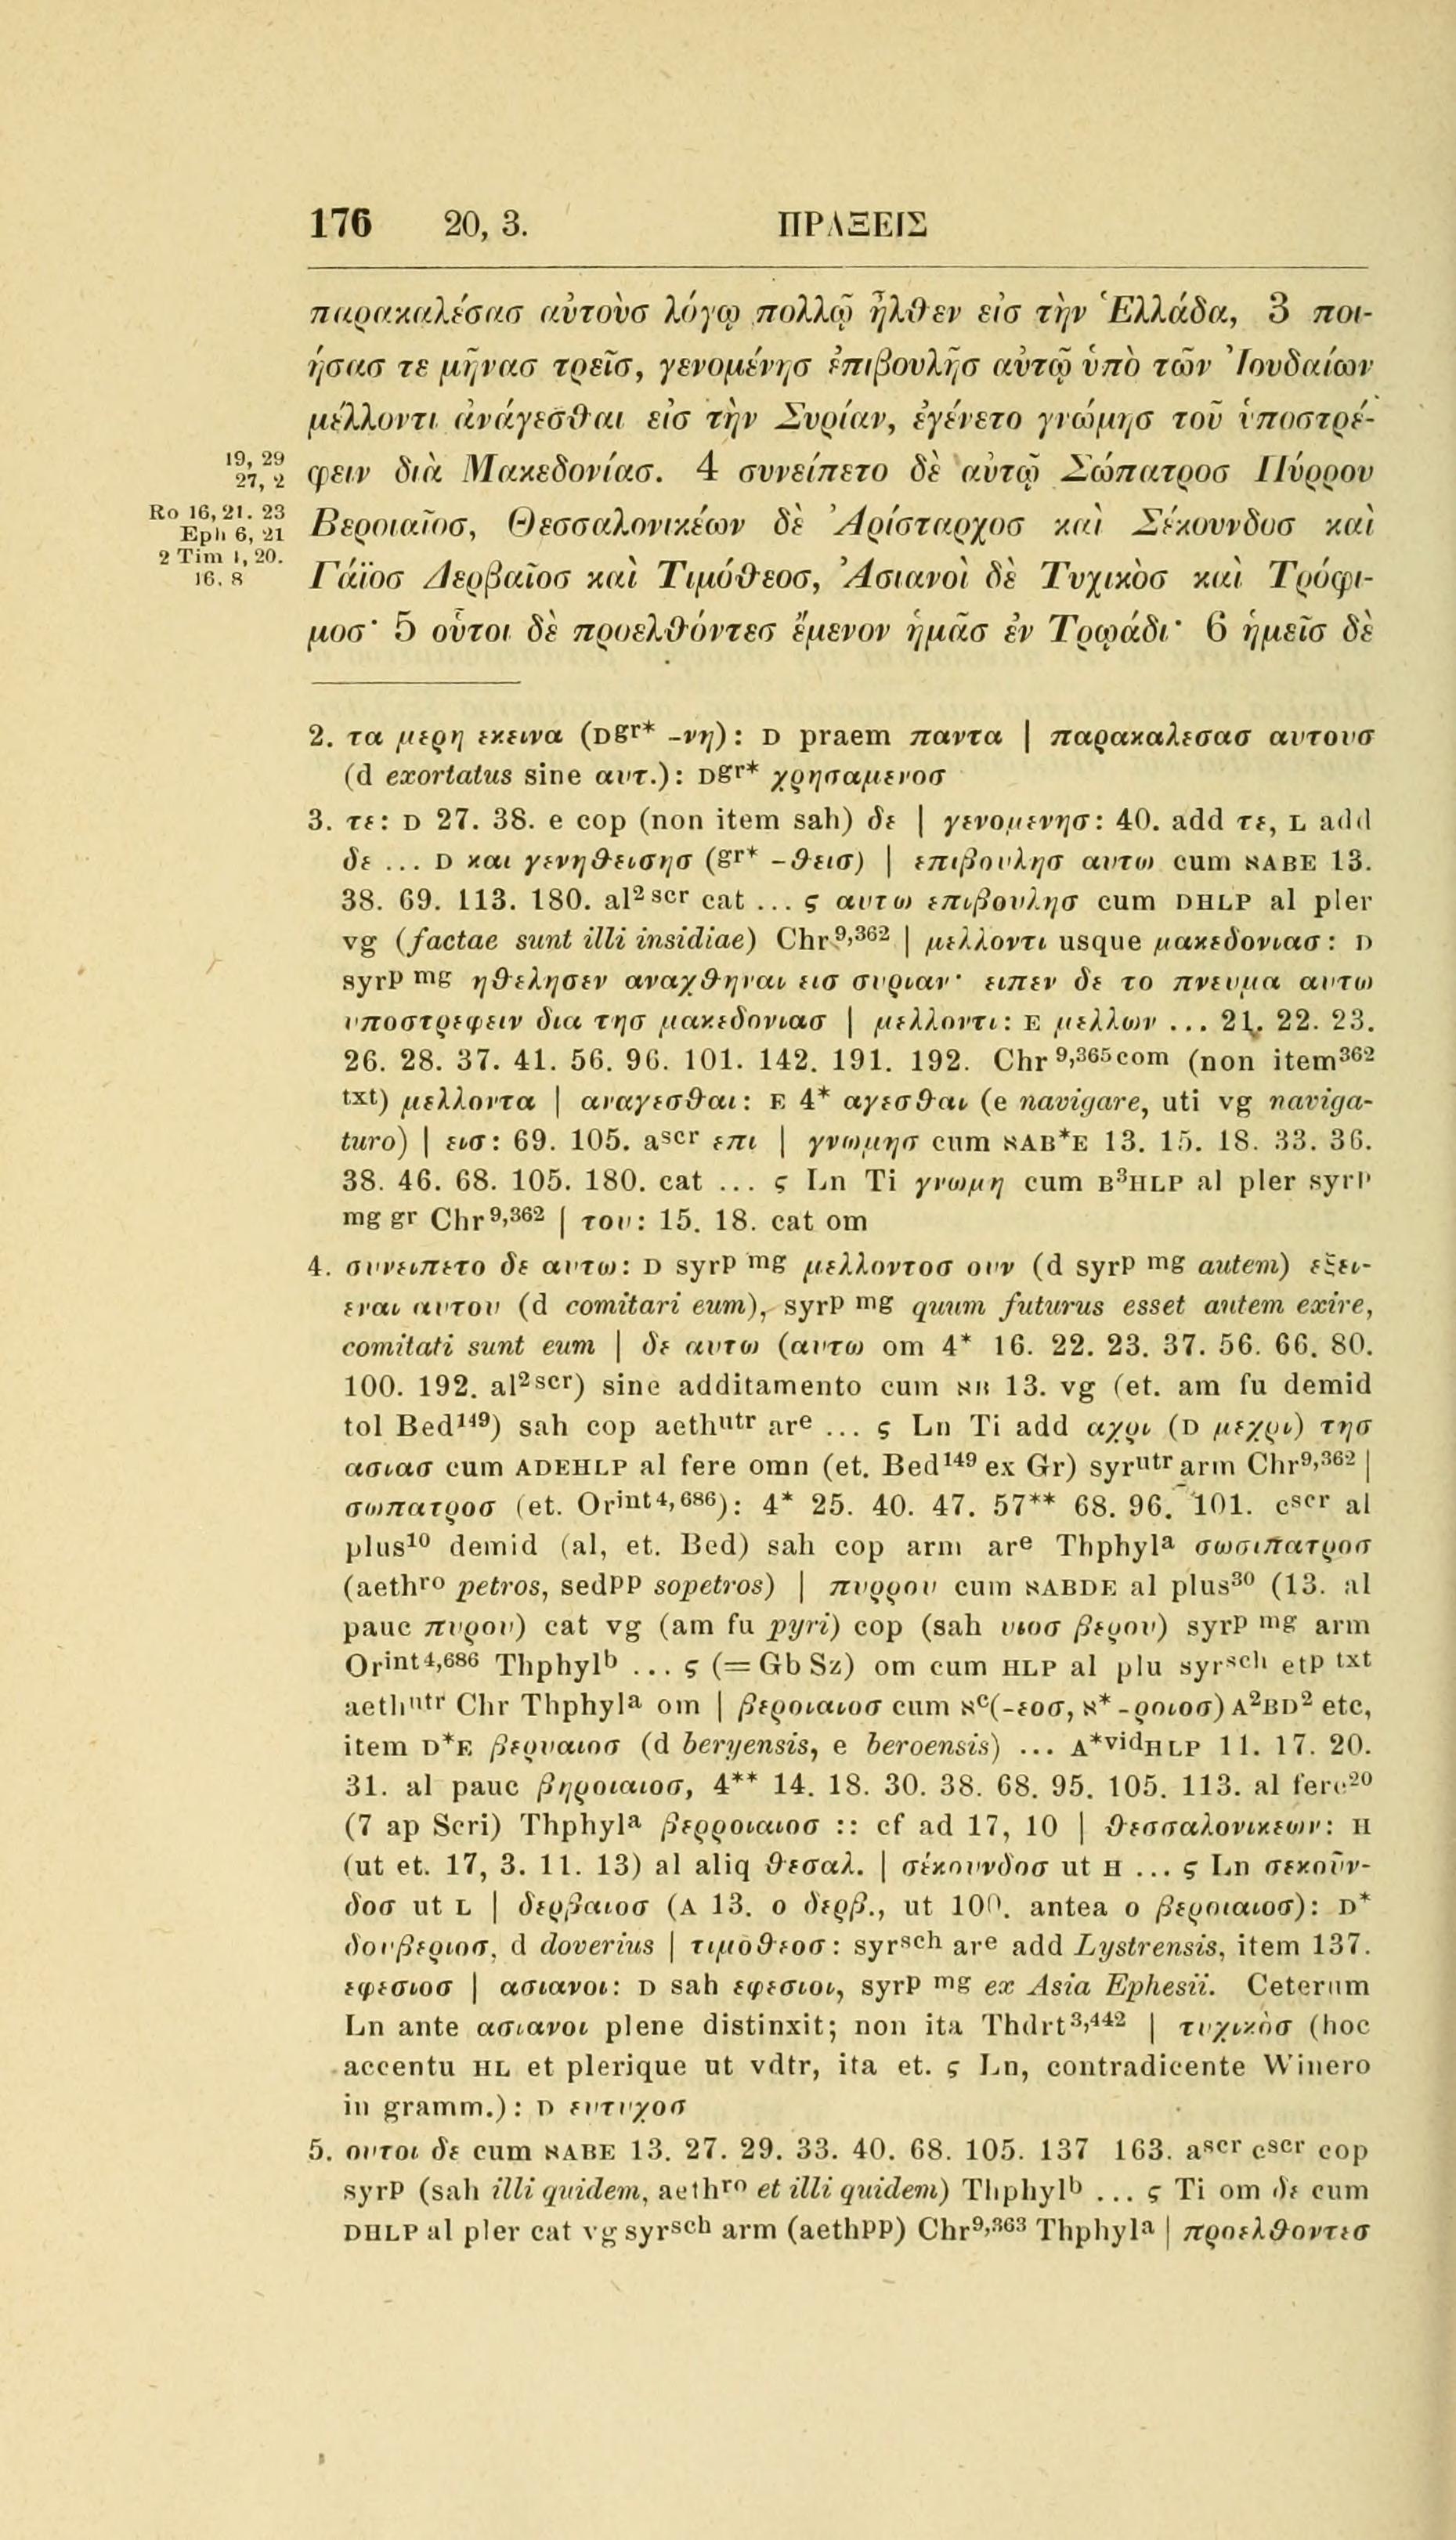 176 20, 3. ΠΡΑΞΕΙΣ
παρακαλέσασ αὐτοὺσ λόγῳ πολλῷ ἦλθεν εἰσ τὴν Ἑλλάδα, 3 ποι-
ήσασ τε μῆνασ τρεῖσ, γενομένησ ἐπιβουλῆσ αὐτῷ ὑπὸ τῶν Ἰουδαίων
μέλλοντι ἀνάγεσθαι εἰσ τὴν Συρίαν, ἐγένετο γνώμησ τοῦ ὑποστρέ-
19, 29
27, 2
φειν διὰ Μακεδονίασ. 4 συνείπετο δὲ αὐτῷ Σώπατροσ Πύρρου
Ro 16, 21. 23
Eph 6, 21
Βεροιαῖοσ, Θεσσαλονικέων δὲ Ἀρίσταρχοσ καὶ Σέκουνδοσ καὶ
2 Tim 1, 20.
16. 8
Γάϊοσ Δερβαῖοσ καὶ Τιμόθεοσ, Ἀσιανοὶ δὲ Τυχικὸσ καὶ Τρόφι-
μοσ· 5 οὗτοι δὲ προελθόντεσ ἔμενον ἡμᾶσ ἐν Τρῳάδι· 6 ἡμεῖσ δὲ
2. τα μερη εκεινα (Dgr* -νη): D praem παντα | παρακαλεσασ αυτουσ
(d exortatus sine αυτ.): Dgr* χρησαμενοσ
3. τε: D 27. 38. e cop (non item sah) δε | γενομενησ: 40. add τε, L add
δε ... D και γενηθεισησ (gr* -θεισ) | επιβουλησ αυτω cum אABE 13.
38. 69. 113. 180. al2scr cat ... ς αυτω επιβουλησ cum DHLP al pler
vg (factae sunt illi insidiae) Chr9,362 | μελλοντι usque μακεδονιασ: D
syrp mg ηθελησεν αναχθηναι εισ συριαν· ειπεν δε το πνευμα αυτω
υποστρεφειν δια τησ μακεδονιασ | μελλοντι: E μελλων ... 21. 22. 23.
26. 28. 37. 41. 56. 96. 101. 142. 191. 192. Chr9,365com (non item362
txt) μελλοντα | αναγεσθαι: E 4* αγεσθαι (e navigare, uti vg naviga-
turo) | εισ: 69. 105. ascr επι | γνωμησ cum אAB*E 13. 15. 18. 33. 36.
38. 46. 68. 105. 180. cat ... ς Ln Ti γνωμη cum B3HLP al pler syrp
mg gr Chr9,362 | του: 15. 18. cat om
4. συνειπετο δε αυτω: D syrp mg μελλοντοσ ουν (d syrp mg autem) εξει-
εναι αυτου (d comitari eum), syrp mg quum futurus esset autem exire,
comitati sunt eum | δε αυτω (αυτω om 4* 16. 22. 23. 37. 56. 66. 80.
100. 192. al2scr) sine additamento cum אB 13. vg (et. am fu demid
tol Bed149) sah cop aethutr are ... ς Ln Ti add αχρι (D μεχρι) τησ
ασιασ cum ADEHLP al fere omn (et. Bed149 ex Gr) syrutr arm Chr9,362 |
σωπατροσ (et. Orint4,686): 4* 25. 40. 47. 57** 68. 96. 101. cscr al
plus10 demid (al, et. Bed) sah cop arm are Thphyla σωσιπατροσ
(aethro petros, sedpp sopetros) | πυρρου cum אABDE al plus30 (13. al
pauc πυρου) cat vg (am fu pyri) cop (sah υιοσ βερου) syrp mg arm
Orint4,686 Thphylb ... ς (= Gb Sz) om cum HLP al plu syrsch etp txt
aethutr Chr Thphyla om | βεροιαιοσ cum אc(-εοσ, א* -ροιοσ) A2BD2 etc,
item D*E βερυαιοσ (d beryensis, e beroensis) ... A*vidHLP 11. 17. 20.
31. al pauc βηροιαιοσ, 4** 14. 18. 30. 38. 68. 95. 105. 113. al fere20
(7 ap Scri) Thphyla βερροιαιοσ :: cf ad 17, 10 | θεσσαλονικεων: H
(ut et. 17, 3. 11. 13) al aliq θεσαλ. | σέκουνδοσ ut H ... ς Ln σεκοῦν-
δοσ ut L | δερβαιοσ (A 13. ο δερβ., ut 100. antea ο βεροιαιοσ): D*
δουβεριοσ, d doverius | τιμοθεοσ: syrsch are add Lystrensis, item 137.
εφεσιοσ | ασιανοι: D sah εφεσιοι, syrp mg ex Asia Ephesii. Ceterum
Ln ante ασιανοι plene distinxit; non ita Thdrt3,442 | τυχικὸσ (hoc
accentu HL et plerique ut vdtr, ita et. ς Ln, contradicente Winero
in gramm.): D ευτυχοσ
5. ουτοι δε cum אABE 13. 27. 29. 33. 40. 68. 105. 137 163. ascr cscr cop
syrp (sah illi quidem, aethro et illi quidem) Thphylb ... ς Ti om δε cum
DHLP al pler cat vg syrsch arm (aethpp) Chr9,363 Thphyla | προελθοντεσ